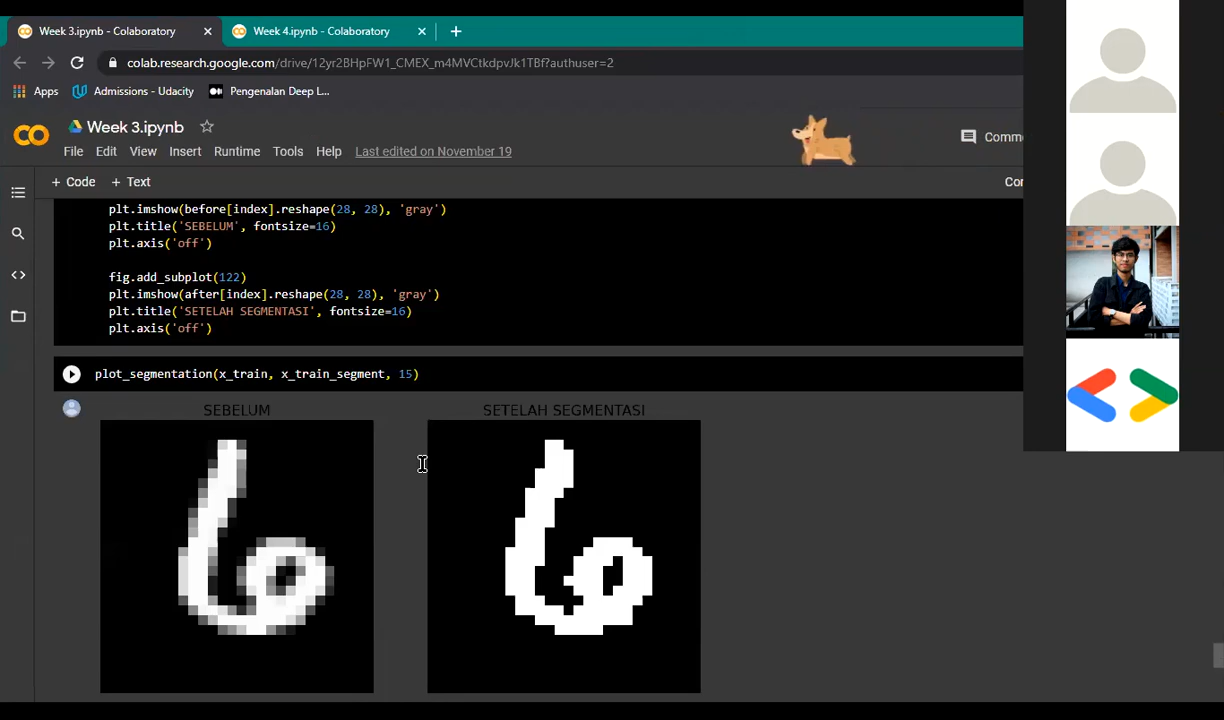 Week 3.ipynb - Colaboratory
Week 4.ipynb - Colaboratory
colab.research.google.com/drive/12yr2BHpFW1_CMEX_m4MVCtkdpvJk1TBf?authuser=2
Apps
Admissions - Udacity
Pengenalan Deep L...
Week 3.ipynb
File Edit View Insert Runtime Tools Help Last edited on November 19
Comme
+ Code + Text
Con
plt.imshow(before[index].reshape(28, 28), 'gray')
plt.title('SEBELUM', fontsize=16)
plt.axis('off')
fig.add_subplot(122)
plt.imshow(after[index].reshape(28, 28), 'gray')
plt.title('SETELAH SEGMENTASI', fontsize=16)
plt.axis('off')
plot_segmentation(x_train, x_train_segment, 15)
SEBELUM
SETELAH SEGMENTASI